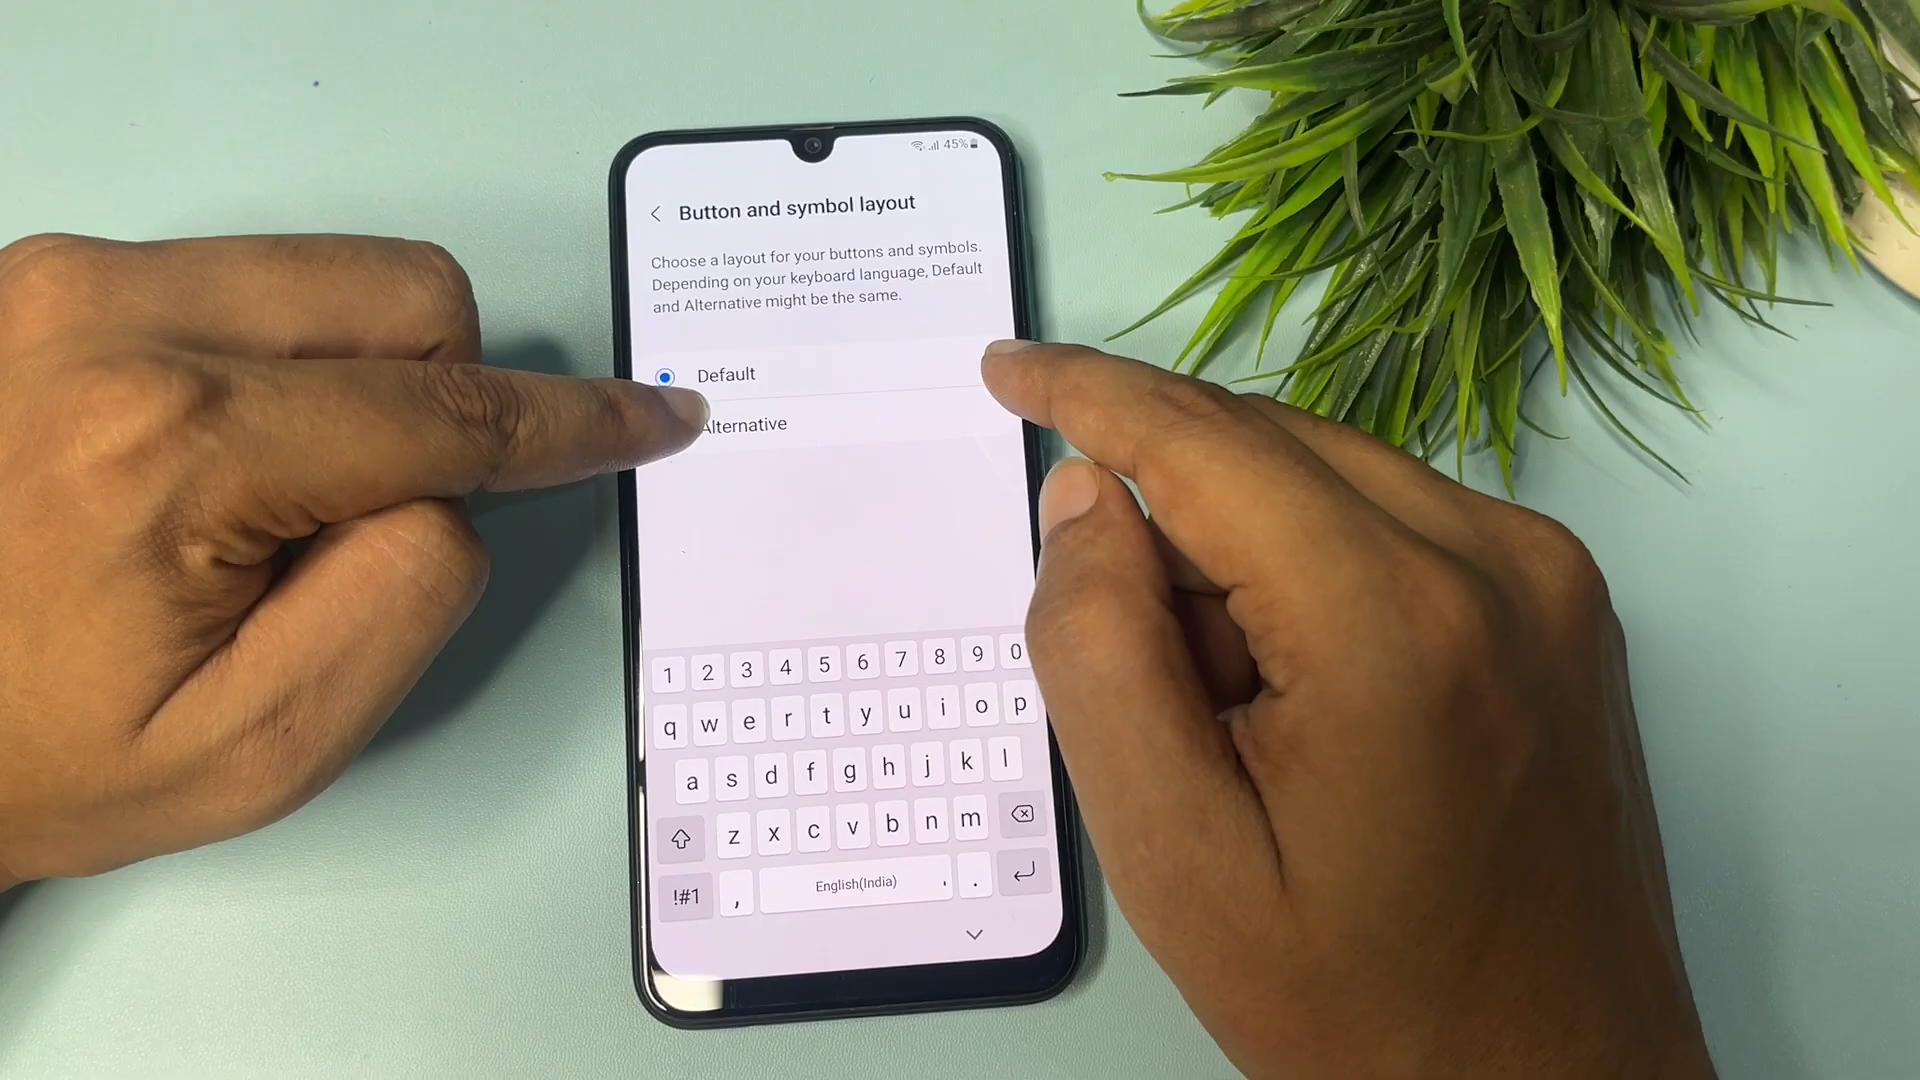 45%
Button and symbol layout
Choose a layout for your buttons and symbols.
Depending on your keyboard language, Default
and Alternative might be the same.
Default
Alternative
1 2 3 4 5 6 7 8 9 0
q w e r t y u i o p
a s d f g h j k l
z x c v b n m
!#1 , English(India) .